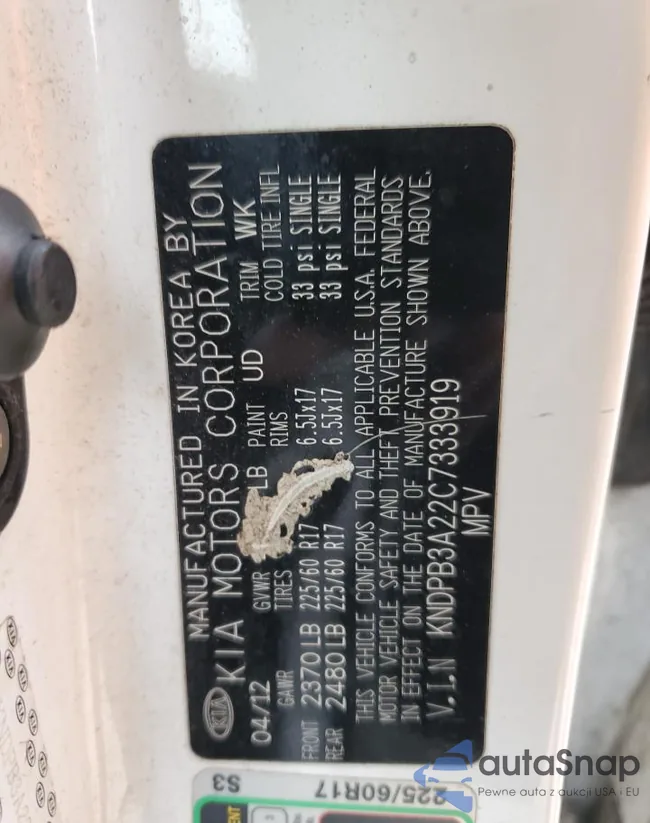 MANUFACTURED IN KOREA BY
KIA KIA MOTORS CORPORATION
04/12 GVWR LB PAINT UD TRIM WK
GAWR TIRES RIMS COLD TIRE INFL
FRONT 2370 LB 225/60 R17 6.5Jx17 33 psi SINGLE
REAR 2480 LB 225/60 R17 6.5Jx17 33 psi SINGLE
THIS VEHICLE CONFORMS TO ALL APPLICABLE U.S.A. FEDERAL
MOTOR VEHICLE SAFETY AND THEFT PREVENTION STANDARDS
IN EFFECT ON THE DATE OF MANUFACTURE SHOWN ABOVE.
V.I.N KNDPB3A22C7333919
MPV
225/60R17
S3
autaSnap
Pewne auto z aukcji USA i EU